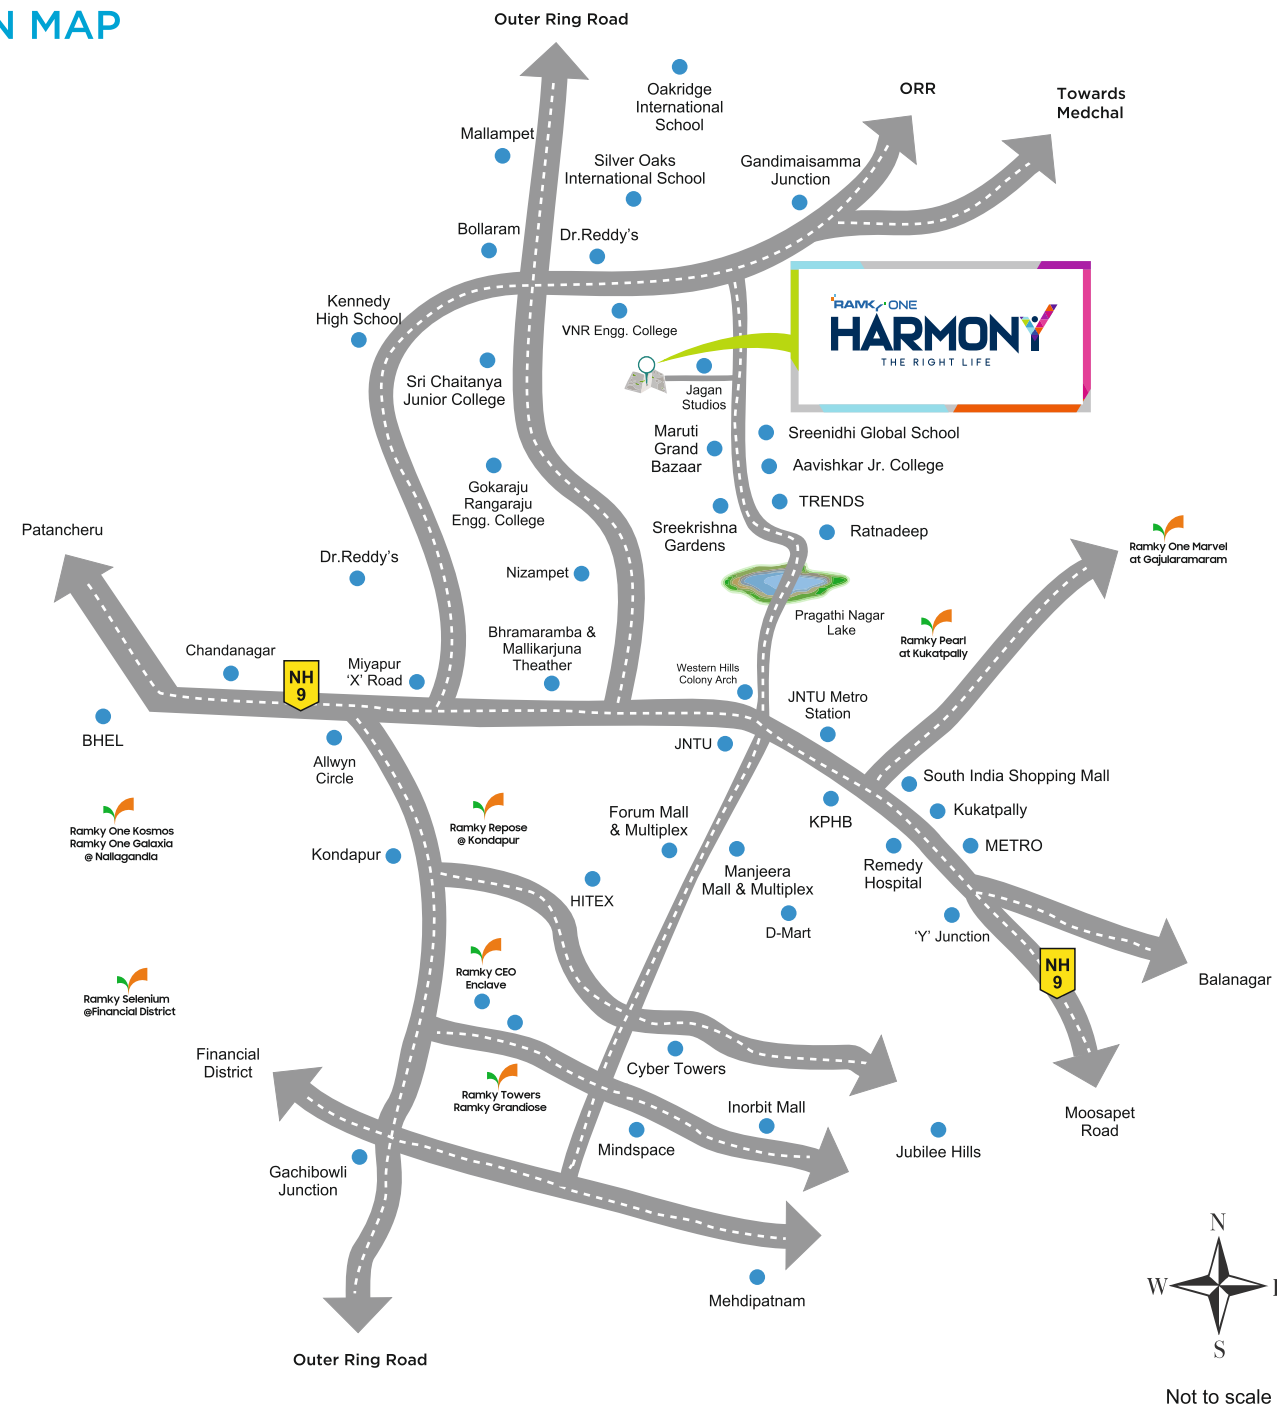 N MAP
Outer Ring Road
Oakridge
International
School
ORR
Towards
Medchal
Mallampet
Silver Oaks
International School
Gandimaisamma
Junction
Bollaram
Dr.Reddy's
Kennedy
High School
VNR Engg. College
RAMKY ONE
HARMONY
THE RIGHT LIFE
Sri Chaitanya
Junior College
Jagan
Studios
Maruti
Grand
Bazaar
Sreenidhi Global School
Aavishkar Jr. College
Gokaraju
Rangaraju
Engg. College
TRENDS
Sreekrishna
Gardens
Ratnadeep
Patancheru
Ramky One Marvel
at Gajularamaram
Dr.Reddy's
Nizampet
Pragathi Nagar
Lake
Ramky Pearl
at Kukatpally
Bhramaramba &
Mallikarjuna
Theather
Chandanagar
Miyapur
'X' Road
NH
9
Western Hills
Colony Arch
JNTU Metro
Station
BHEL
JNTU
Allwyn
Circle
South India Shopping Mall
Kukatpally
KPHB
METRO
Remedy
Hospital
Ramky One Kosmos
Ramky One Galaxia
@ Nallagandla
Ramky Repose
@ Kondapur
Forum Mall
& Multiplex
Kondapur
Manjeera
Mall & Multiplex
HITEX
D-Mart
'Y' Junction
NH
9
Balanagar
Ramky CEO
Enclave
Ramky Selenium
@Financial District
Financial
District
Cyber Towers
Ramky Towers
Ramky Grandiose
Inorbit Mall
Moosapet
Road
Mindspace
Jubilee Hills
Gachibowli
Junction
Mehdipatnam
Outer Ring Road
N
W
S
Not to scale